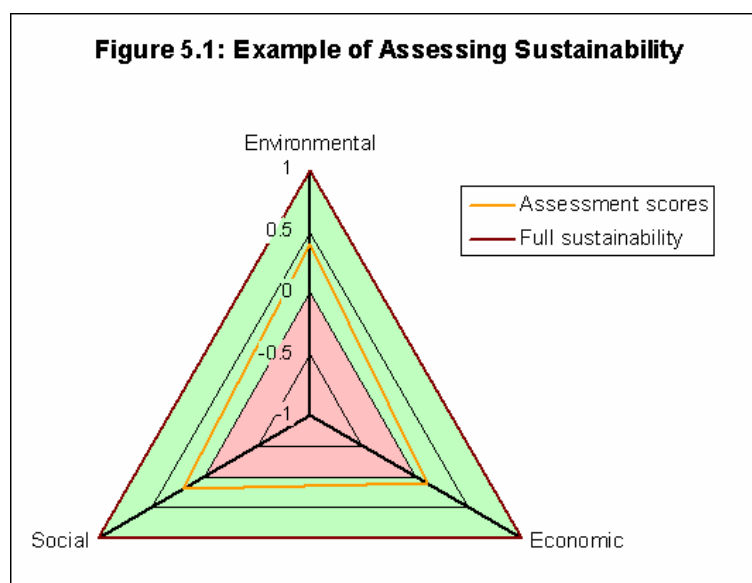 Figure 5.1: Example of Assessing Sustainability
Environmental
1
Assessment scores
0.5
Full sustainability
0
-0.5
-1
Social
Economic